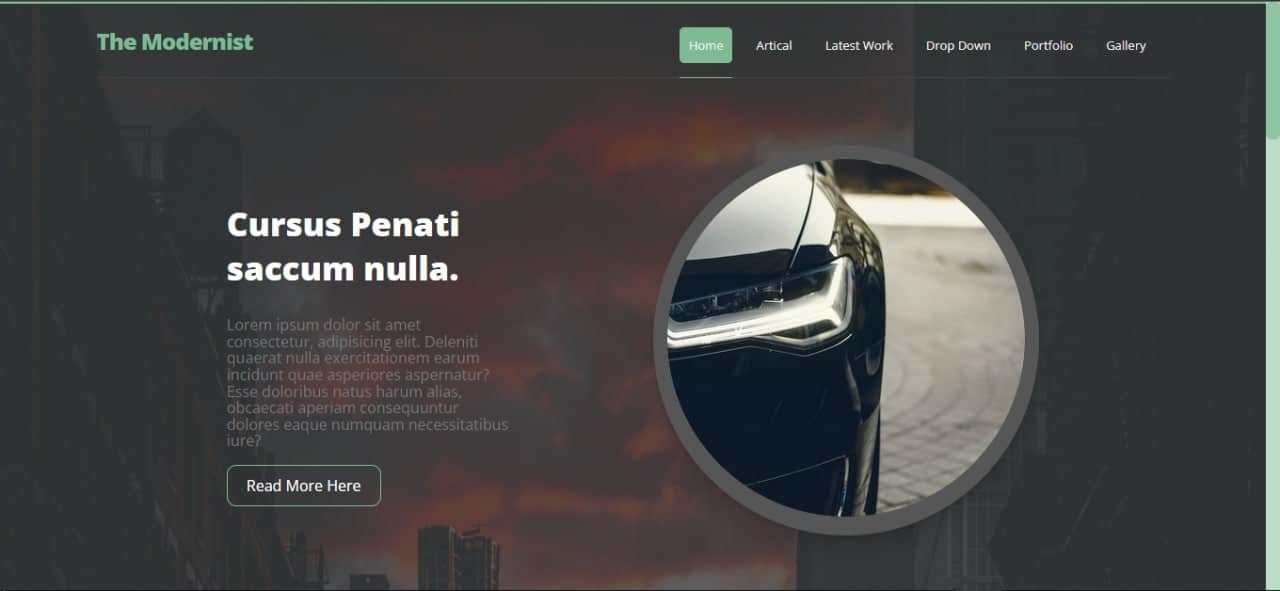 The Modernist
Home Artical Latest Work Drop Down Portfolio Gallery
Cursus Penati
saccum nulla.
Lorem ipsum dolor sit amet
consectetur, adipisicing elit. Deleniti
quaerat nulla exercitationem earum
incidunt quae asperiores aspernatur?
Esse doloribus natus harum alias,
obcaecati aperiam consequuntur
dolores eaque numquam necessitatibus
iure?
Read More Here